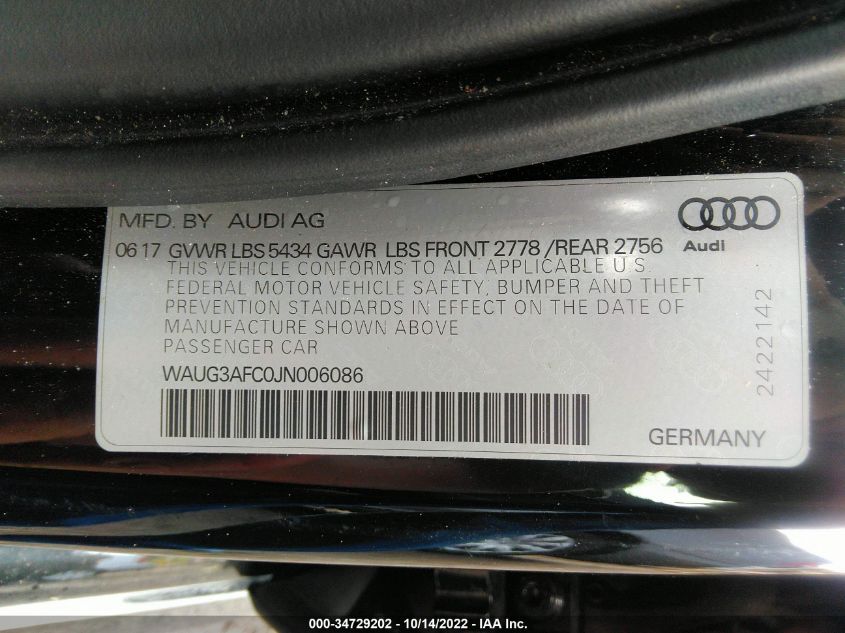 MFD. BY AUDI AG
Audi
06 17 GVWR LBS 5434 GAWR LBS FRONT 2778 / REAR 2756
THIS VEHICLE CONFORMS TO ALL APPLICABLE U.S.
FEDERAL MOTOR VEHICLE SAFETY, BUMPER AND THEFT
PREVENTION STANDARDS IN EFFECT ON THE DATE OF
MANUFACTURE SHOWN ABOVE
PASSENGER CAR
WAUG3AFC0JN006086
2422142
GERMANY
000-34729202 - 10/14/2022 - IAA Inc.